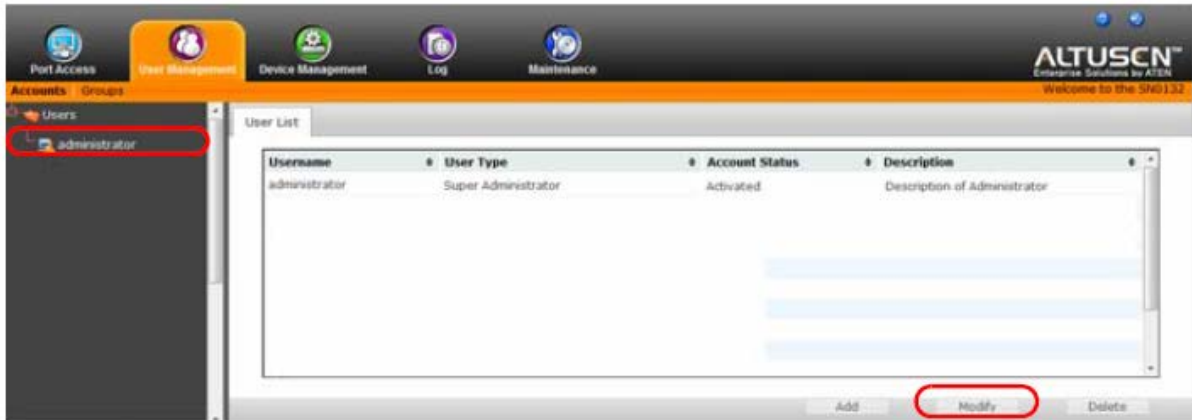 Port Access
User Management
Device Management
Log
Maintenance
ALTUSCN™
Enterprise Solutions by ATEN
Accounts Groups
Welcome to the SN0132
Users
administrator
User List
Username User Type Account Status Description
administrator Super Administrator Activated Description of Administrator
Add Modify Delete